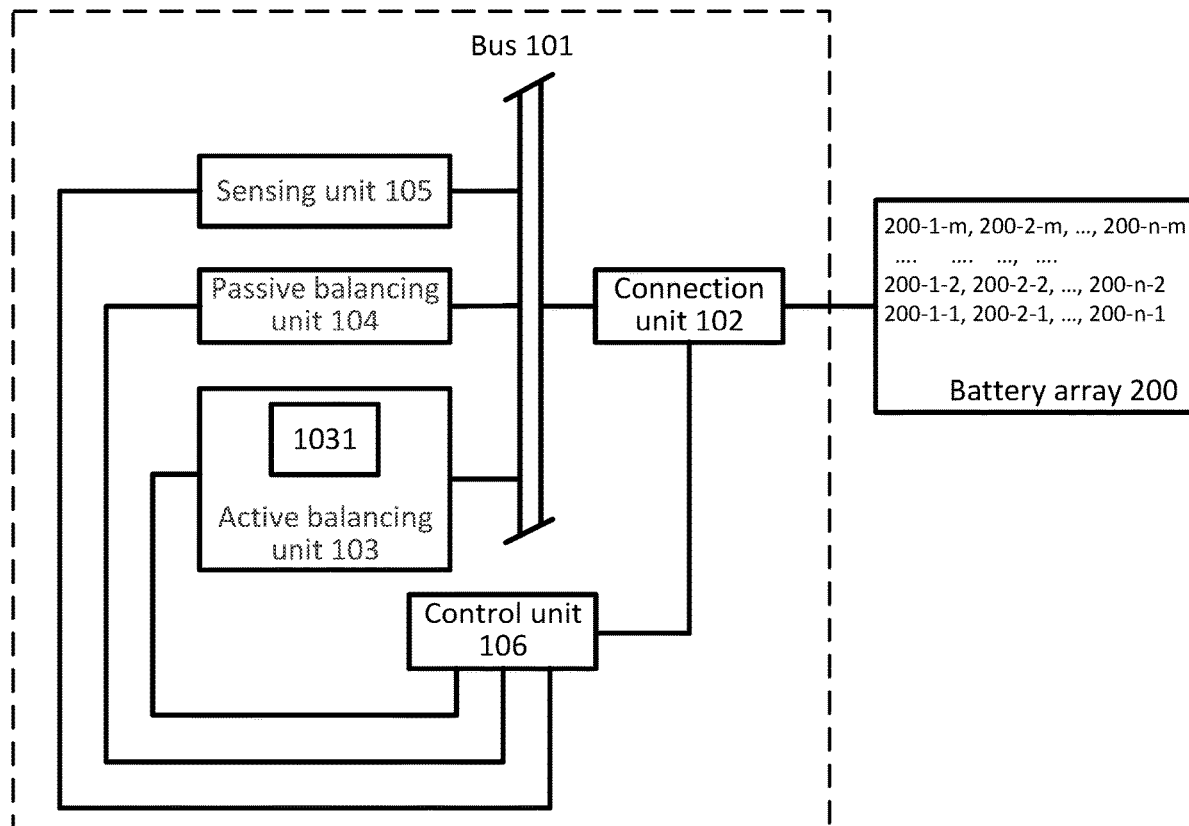 Bus 101
Sensing unit 105
Passive balancing
unit 104
1031
Active balancing
unit 103
Connection
unit 102
Control unit
106
200-1-m, 200-2-m, ..., 200-n-m
.... .... ..., ....
200-1-2, 200-2-2, ..., 200-n-2
200-1-1, 200-2-1, ..., 200-n-1
Battery array 200